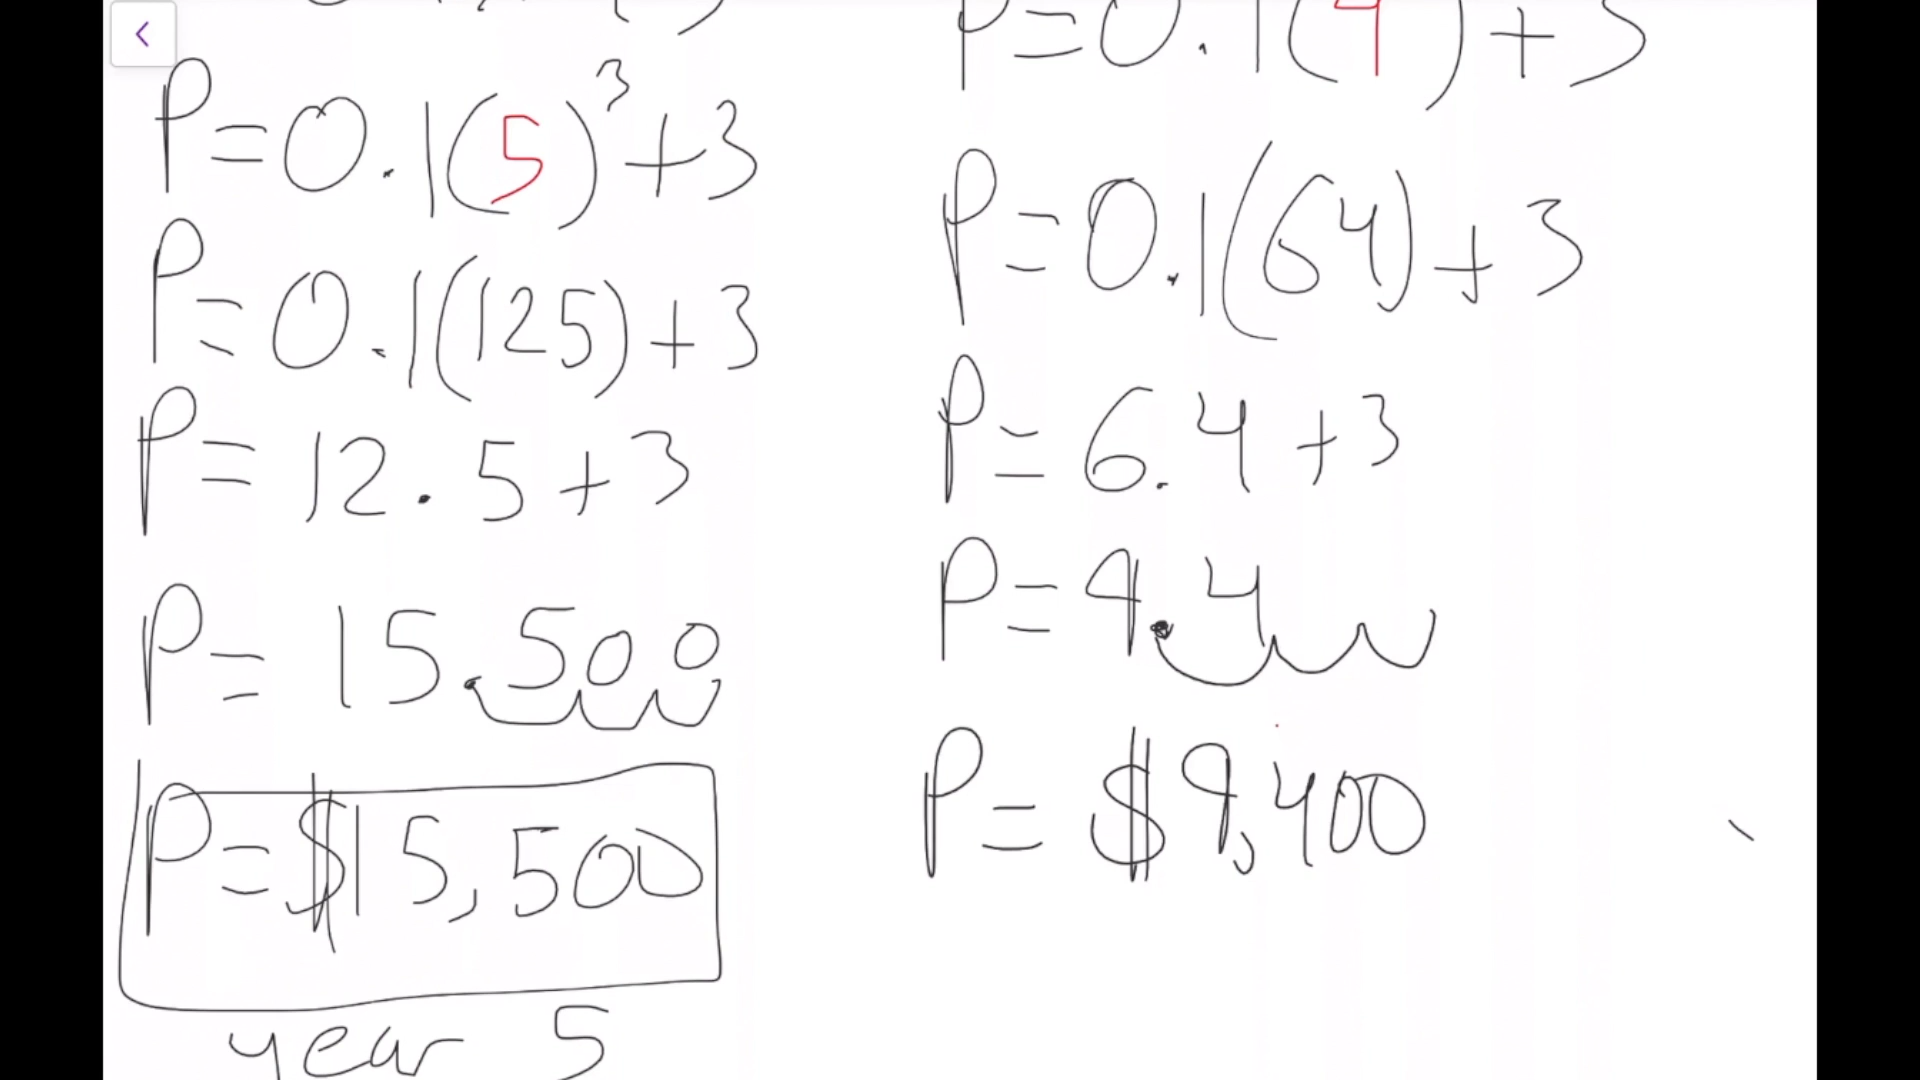 P=0.1(5)³+3
P=0.1(125)+3
P=12.5+3
P=15.500
P=$15,500
year 5
P=0.1(4)+3
P=0.1(64)+3
P=6.4+3
P=9.4
P=$9,400